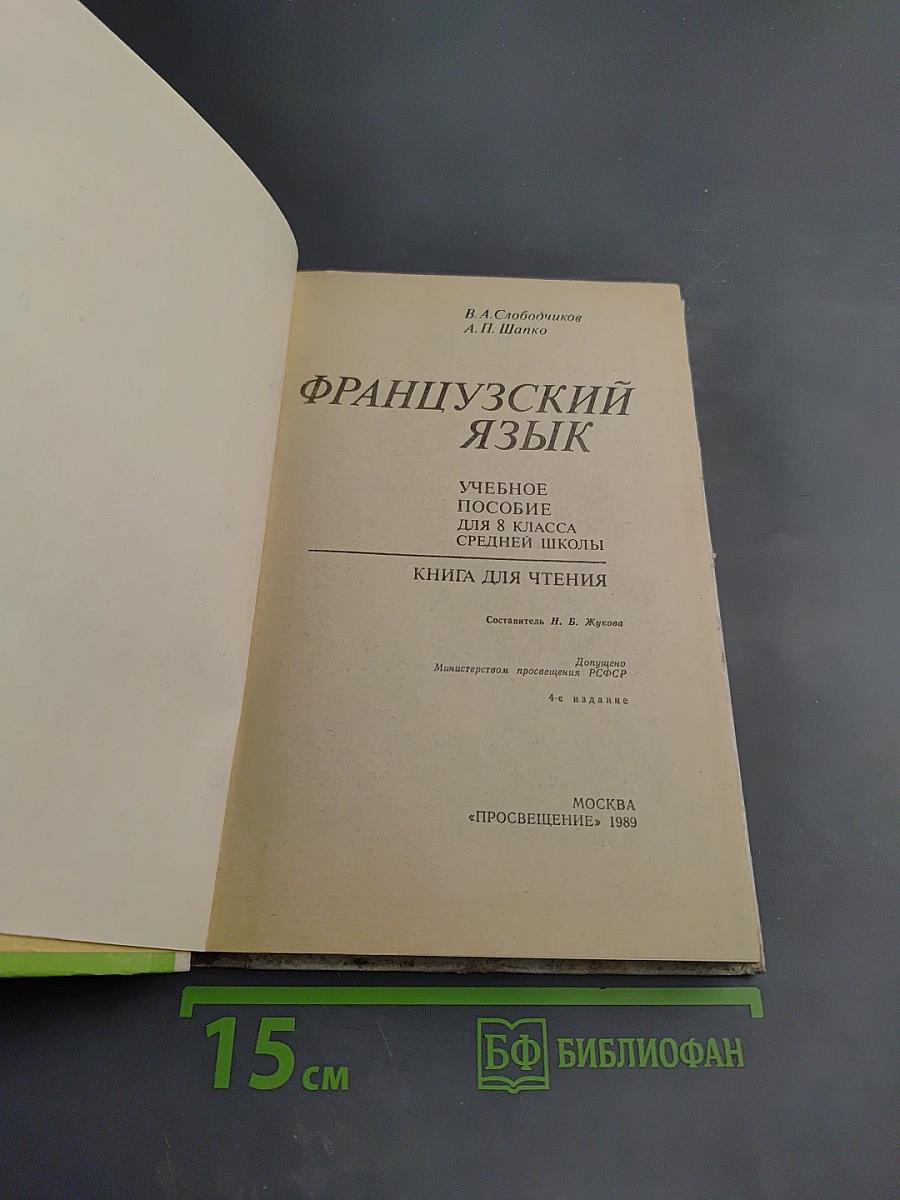 В. А. Слободчиков
А. П. Шапко
ФРАНЦУЗСКИЙ
ЯЗЫК
УЧЕБНОЕ
ПОСОБИЕ
ДЛЯ 8 КЛАССА
СРЕДНЕЙ ШКОЛЫ
КНИГА ДЛЯ ЧТЕНИЯ
Составитель Н. Б. Жукова
Допущено
Министерством просвещения РСФСР
4-е издание
МОСКВА
«ПРОСВЕЩЕНИЕ» 1989
15 см
БФ БИБЛИОФАН